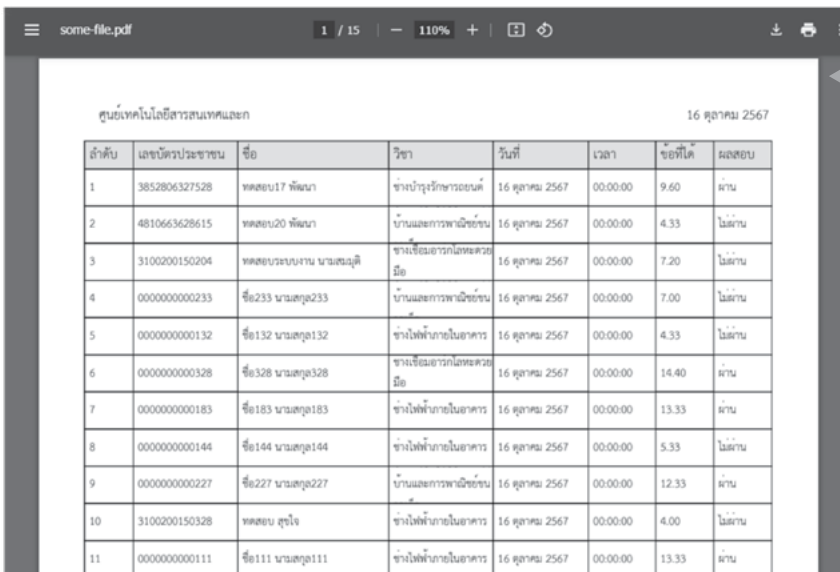 some-file.pdf 1 / 15 110%
ศูนย์เทคโนโลยีสารสนเทศและก 16 ตุลาคม 2567
ลำดับ เลขบัตรประชาชน ชื่อ วิชา วันที่ เวลา ข้อที่ได้ ผลสอบ
1 3852806327528 ทดสอบ17 พัฒนา ช่างบำรุงรักษารถยนต์ 16 ตุลาคม 2567 00:00:00 9.60 ผ่าน
2 4810663628615 ทดสอบ20 พัฒนา บ้านและการพาณิชย์ขน 16 ตุลาคม 2567 00:00:00 4.33 ไม่ผ่าน
3 3100200150204 ทดสอบระบบงาน นามสมมุติ ช่างเชื่อมอาร์กโลหะด้วย 16 ตุลาคม 2567 00:00:00 7.20 ไม่ผ่าน
มือ
4 0000000000233 ชื่อ233 นามสกุล233 บ้านและการพาณิชย์ขน 16 ตุลาคม 2567 00:00:00 7.00 ไม่ผ่าน
5 0000000000132 ชื่อ132 นามสกุล132 ช่างไฟฟ้าภายในอาคาร 16 ตุลาคม 2567 00:00:00 4.33 ไม่ผ่าน
6 0000000000328 ชื่อ328 นามสกุล328 ช่างเชื่อมอาร์กโลหะด้วย 16 ตุลาคม 2567 00:00:00 14.40 ผ่าน
มือ
7 0000000000183 ชื่อ183 นามสกุล183 ช่างไฟฟ้าภายในอาคาร 16 ตุลาคม 2567 00:00:00 13.33 ผ่าน
8 0000000000144 ชื่อ144 นามสกุล144 ช่างไฟฟ้าภายในอาคาร 16 ตุลาคม 2567 00:00:00 5.33 ไม่ผ่าน
9 0000000000227 ชื่อ227 นามสกุล227 บ้านและการพาณิชย์ขน 16 ตุลาคม 2567 00:00:00 12.33 ผ่าน
10 3100200150328 ทดสอบ สุขใจ ช่างไฟฟ้าภายในอาคาร 16 ตุลาคม 2567 00:00:00 4.00 ไม่ผ่าน
11 0000000000111 ชื่อ111 นามสกุล111 ช่างไฟฟ้าภายในอาคาร 16 ตุลาคม 2567 00:00:00 13.33 ผ่าน